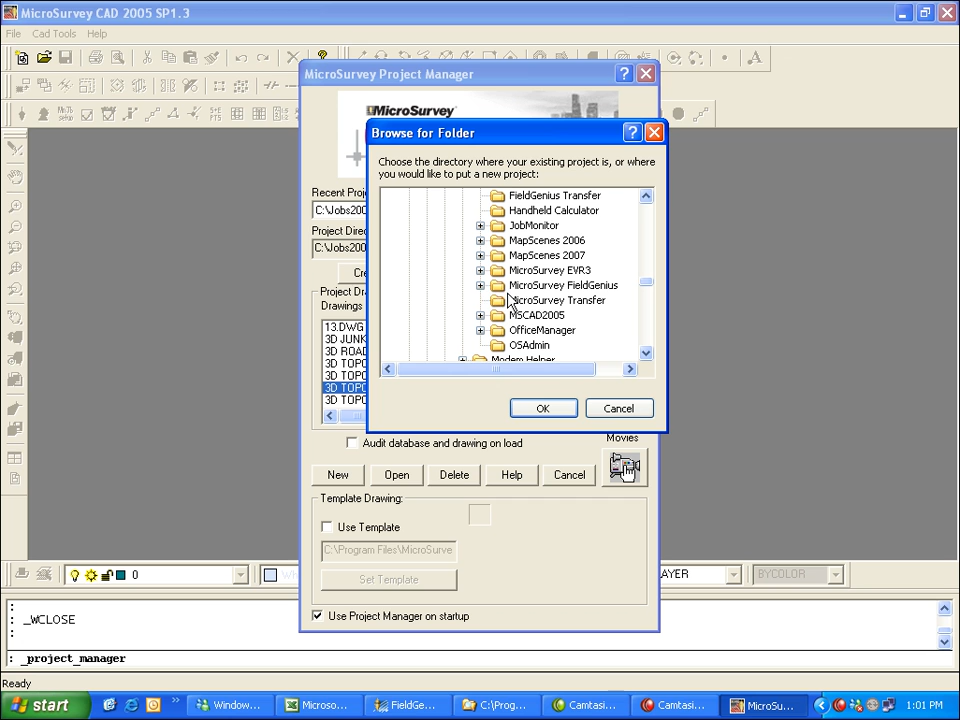 MicroSurvey CAD 2005 SP1.3
File Cad Tools Help
MicroSurvey Project Manager
MicroSurvey
Browse for Folder
Choose the directory where your existing project is, or where
you would like to put a new project:
Recent Proj
C:\Jobs200
Project Direc
C:\Jobs200
Cre
Project Dra
Drawings
13.DWG
3D JUNK
3D ROAD
3D TOPO
3D TOPO
3D TOPO
3D TOPO
FieldGenius Transfer
Handheld Calculator
JobMonitor
MapScenes 2006
MapScenes 2007
MicroSurvey EVR3
MicroSurvey FieldGenius
MicroSurvey Transfer
MSCAD2005
OfficeManager
OSAdmin
Modem Helper
OK Cancel
Movies
Audit database and drawing on load
New Open Delete Help Cancel
Template Drawing:
Use Template
C:\Program Files\MicroSurve
Set Template
Use Project Manager on startup
0
AYER
BYCOLOR
:
: _WCLOSE
:
: _project_manager
Ready
start
Window...
Microso...
FieldGe...
C:\Prog...
Camtasi...
Camtasi...
MicroSu...
1:01 PM